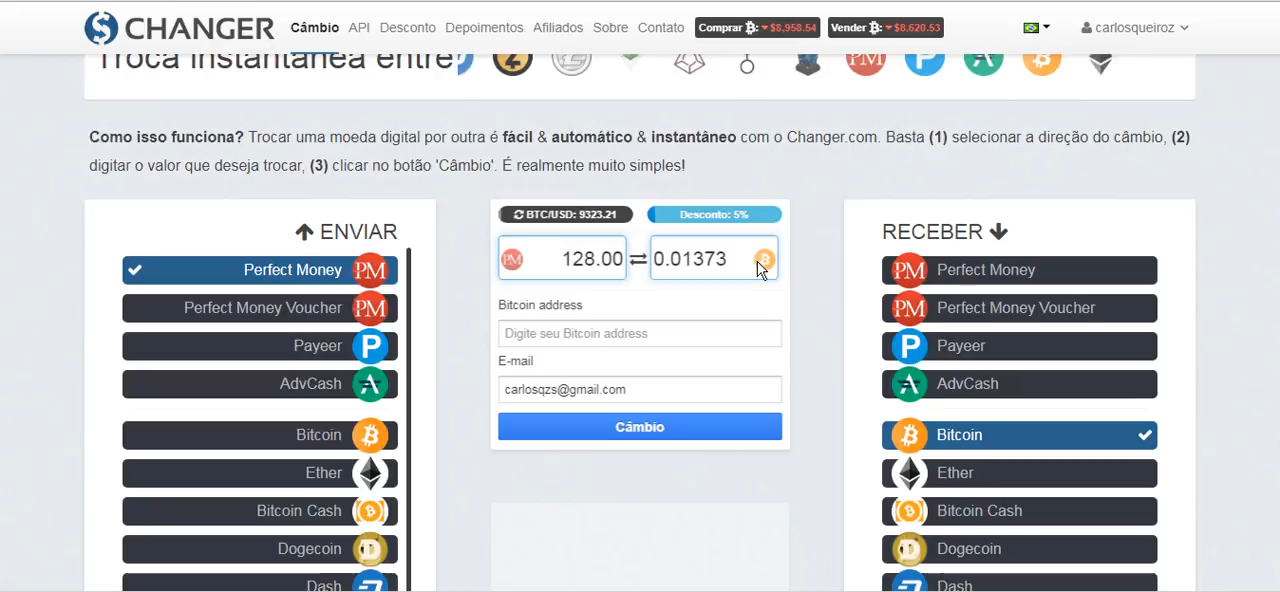 CHANGER Câmbio API Desconto Depoimentos Afiliados Sobre Contato Comprar ₿: $8,958.54 Vender ₿: $8,620.53 carlosqueiroz
Troca instantânea entre
Como isso funciona? Trocar uma moeda digital por outra é fácil & automático & instantâneo com o Changer.com. Basta (1) selecionar a direção do câmbio, (2)
digitar o valor que deseja trocar, (3) clicar no botão 'Câmbio'. É realmente muito simples!
ENVIAR
Perfect Money
Perfect Money Voucher
Payeer
AdvCash
Bitcoin
Ether
Bitcoin Cash
Dogecoin
Dash
BTC/USD: 9323.21 Desconto: 5%
128.00 0.01373
Bitcoin address
Digite seu Bitcoin address
E-mail
carlosqzs@gmail.com
Câmbio
RECEBER
Perfect Money
Perfect Money Voucher
Payeer
AdvCash
Bitcoin
Ether
Bitcoin Cash
Dogecoin
Dash